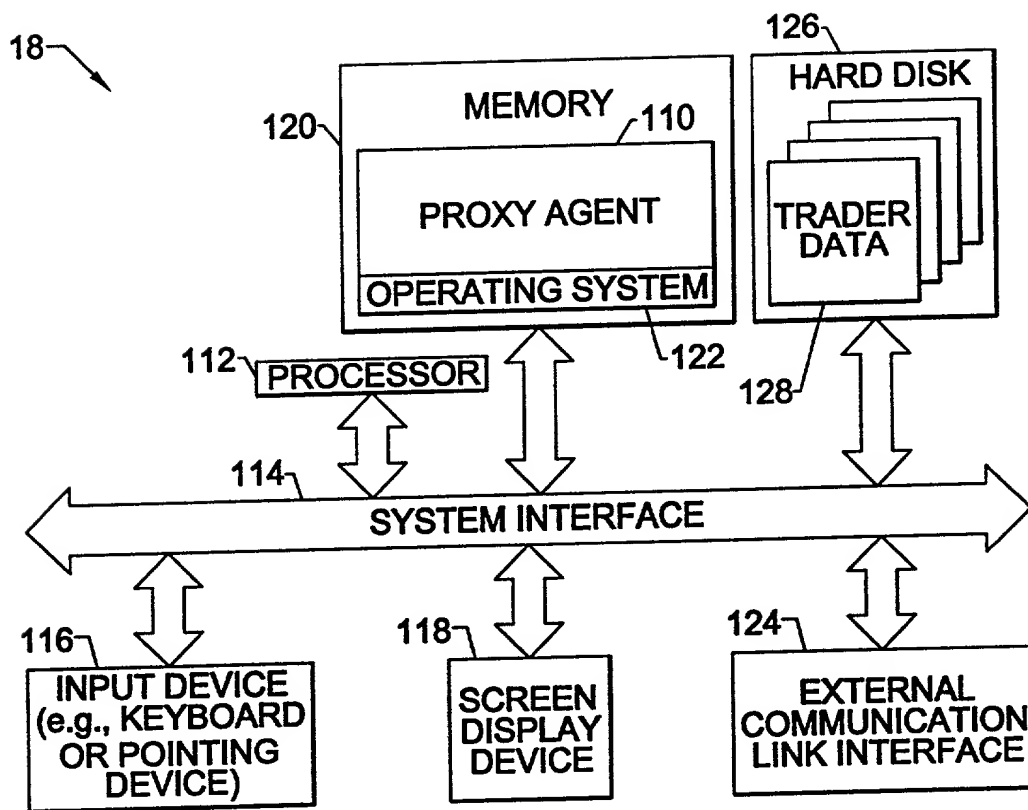 18
126
HARD DISK
MEMORY
120
110
PROXY AGENT
TRADER
DATA
OPERATING SYSTEM
112
PROCESSOR
122
128
114
SYSTEM INTERFACE
116
INPUT DEVICE
(e.g., KEYBOARD
OR POINTING
DEVICE)
118
SCREEN
DISPLAY
DEVICE
124
EXTERNAL
COMMUNICATION
LINK INTERFACE